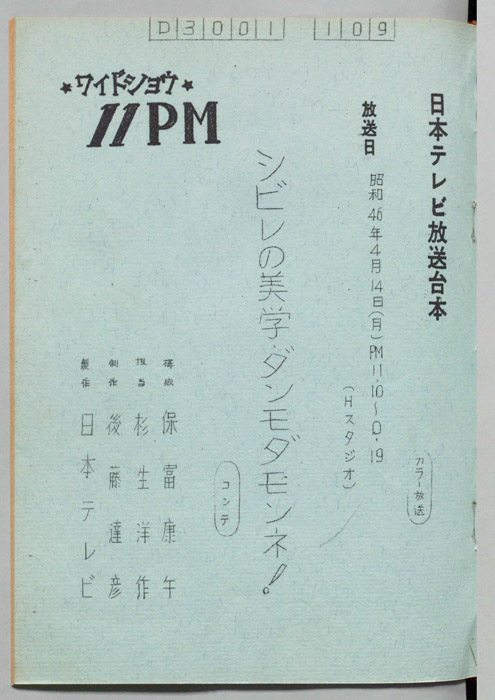 D3001 109
日本テレビ放送台本
カラー放送
放送日 昭和46年4月14日(月)PM11.10〜0.19
(Hスタジオ)
★ワイドショウ★
11PM
シビレの美学・ダンモダモンネ!
コンテ
構成 保富康午
担当 杉生洋作
制作 後藤達彦
製作 日本テレビ